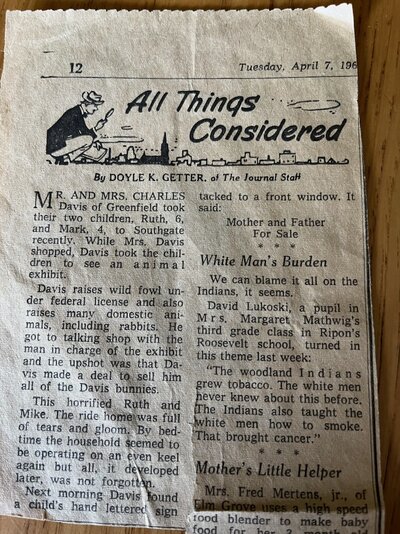 12
Tuesday, April 7, 196
All Things
Considered
By DOYLE K. GETTER, of The Journal Staff
MR. AND MRS. CHARLES
Davis of Greenfield took
their two children, Ruth, 6,
and Mark, 4, to Southgate
recently. While Mrs. Davis
shopped, Davis took the chil-
dren to see an animal
exhibit.
Davis raises wild fowl un-
der federal license and also
raises many domestic ani-
mals, including rabbits. He
got to talking shop with the
man in charge of the exhibit
and the upshot was that Da-
vis made a deal to sell him
all of the Davis bunnies.
This horrified Ruth and
Mike. The ride home was full
of tears and gloom. By bed-
time the household seemed to
be operating on an even keel
again but all, it developed
later, was not forgotten.
Next morning Davis found
a child's hand lettered sign
tacked to a front window. It
said:
Mother and Father
For Sale
* * *
White Man's Burden
We can blame it all on the
Indians, it seems.
David Lukoski, a pupil in
Mrs. Margaret Mathwig's
third grade class in Ripon's
Roosevelt school, turned in
this theme last week:
"The woodland Indians
grew tobacco. The white men
never knew about this before.
The Indians also taught the
white men how to smoke.
That brought cancer."
* * *
Mother's Little Helper
Mrs. Fred Mertens, jr., of
Elm Grove uses a high speed
food blender to make baby
food for her 3 month old